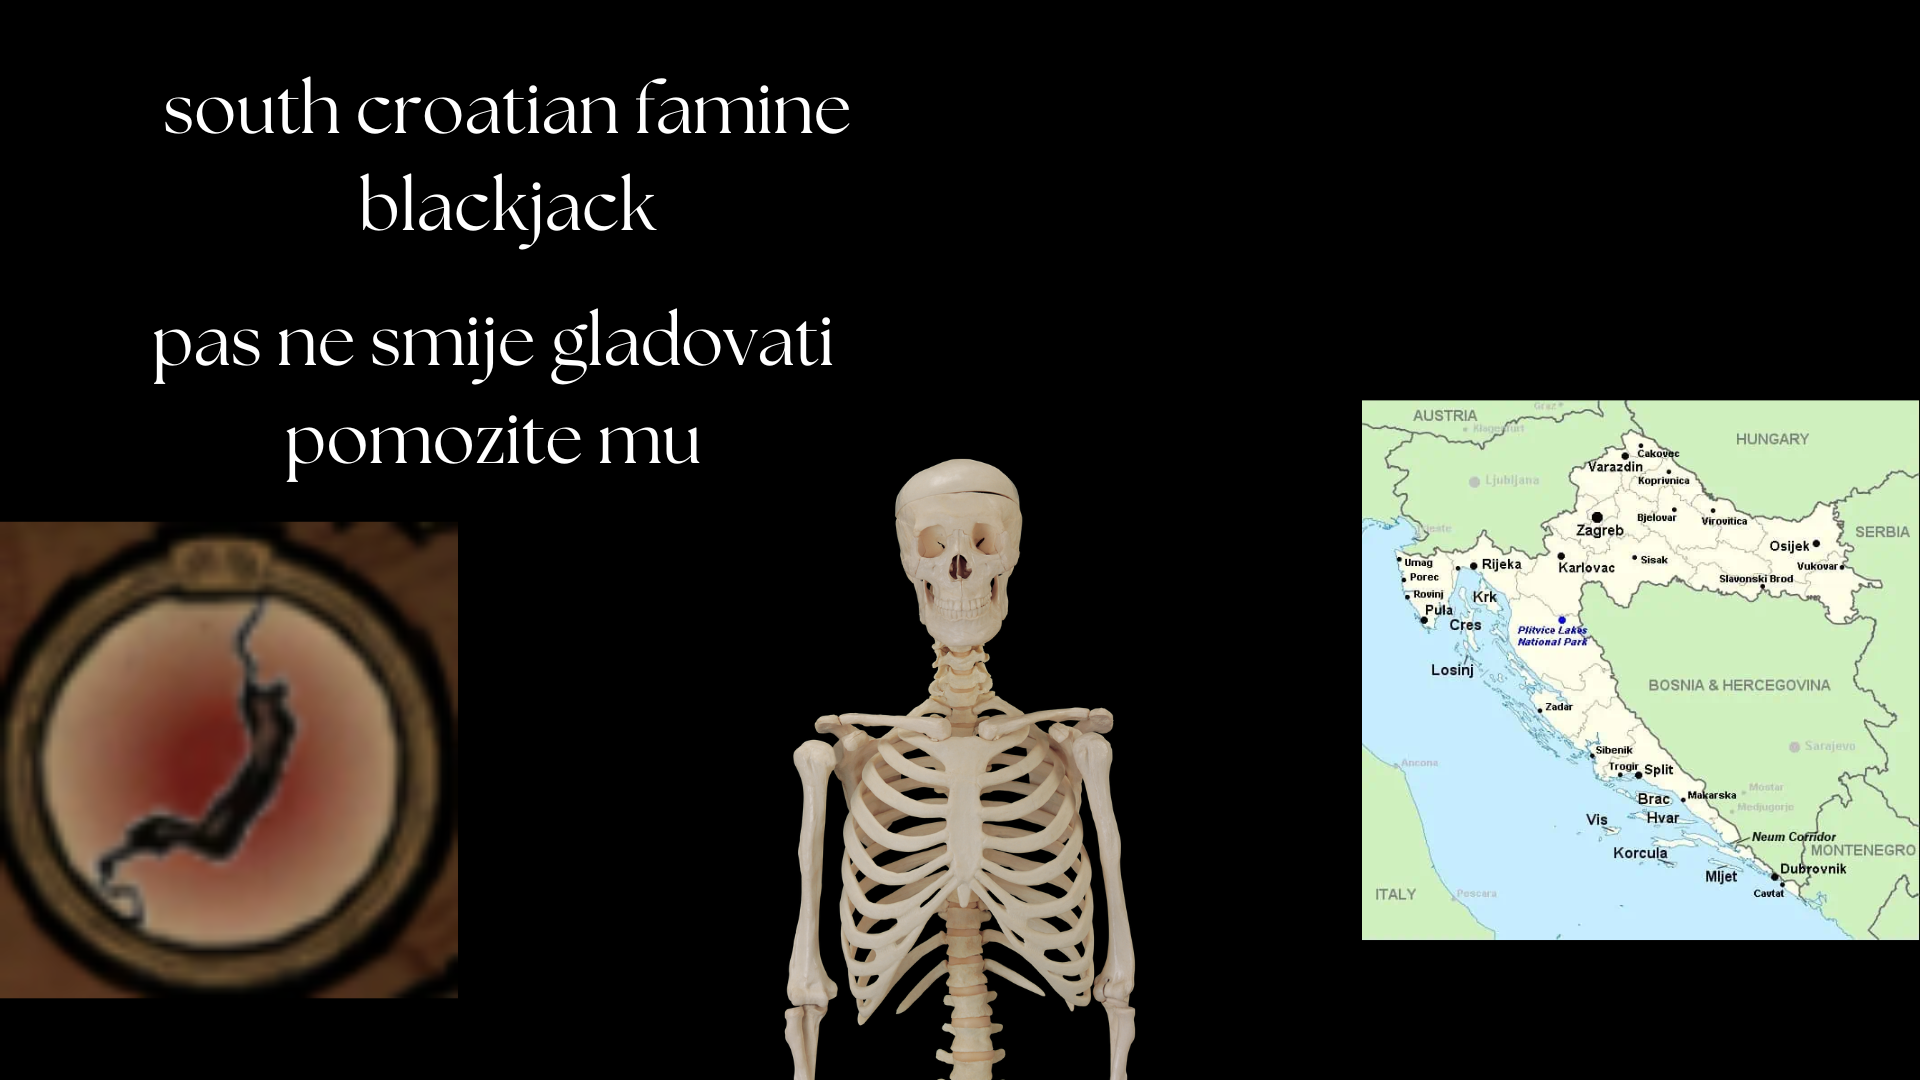 south croatian famine
blackjack
pas ne smije gladovati
pomozite mu
AUSTRIA
Graz
Klagenfurt
HUNGARY
Cakovec
Varazdin
Koprivnica
Ljubljana
Zagreb
Bjelovar
Virovitica
SERBIA
Osijek
Umag
Rijeka
Karlovac
Sisak
Vukovar
Porec
Slavonski Brod
Rovinj
Krk
Pula
Cres
Plitvice Lakes
National Park
Losinj
BOSNIA & HERCEGOVINA
Zadar
Sarajevo
Sibenik
Ancona
Trogir
Split
Mostar
Brac
Makarska
Medjugorje
Vis
Hvar
Neum Corridor
Korcula
MONTENEGRO
Mljet
Dubrovnik
ITALY
Pescara
Cavtat